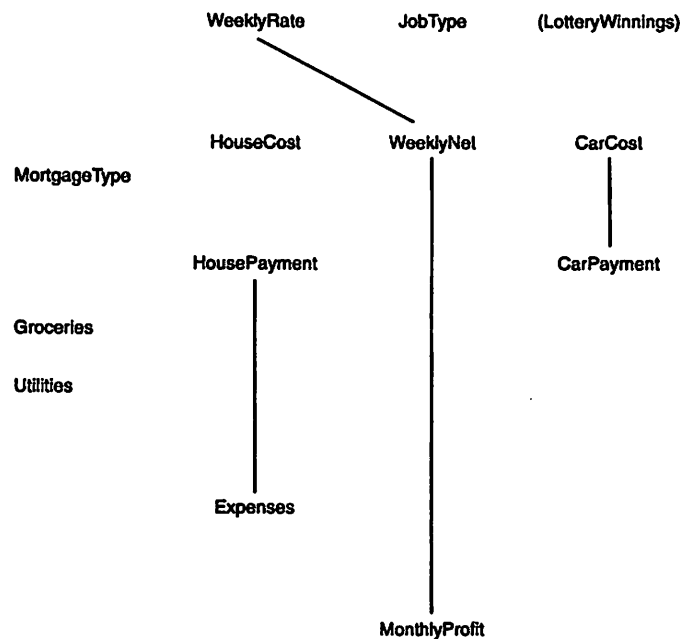 WeeklyRate JobType (LotteryWinnings)
HouseCost WeeklyNet CarCost
MortgageType
HousePayment CarPayment
Groceries
Utilities
Expenses
MonthlyProfit